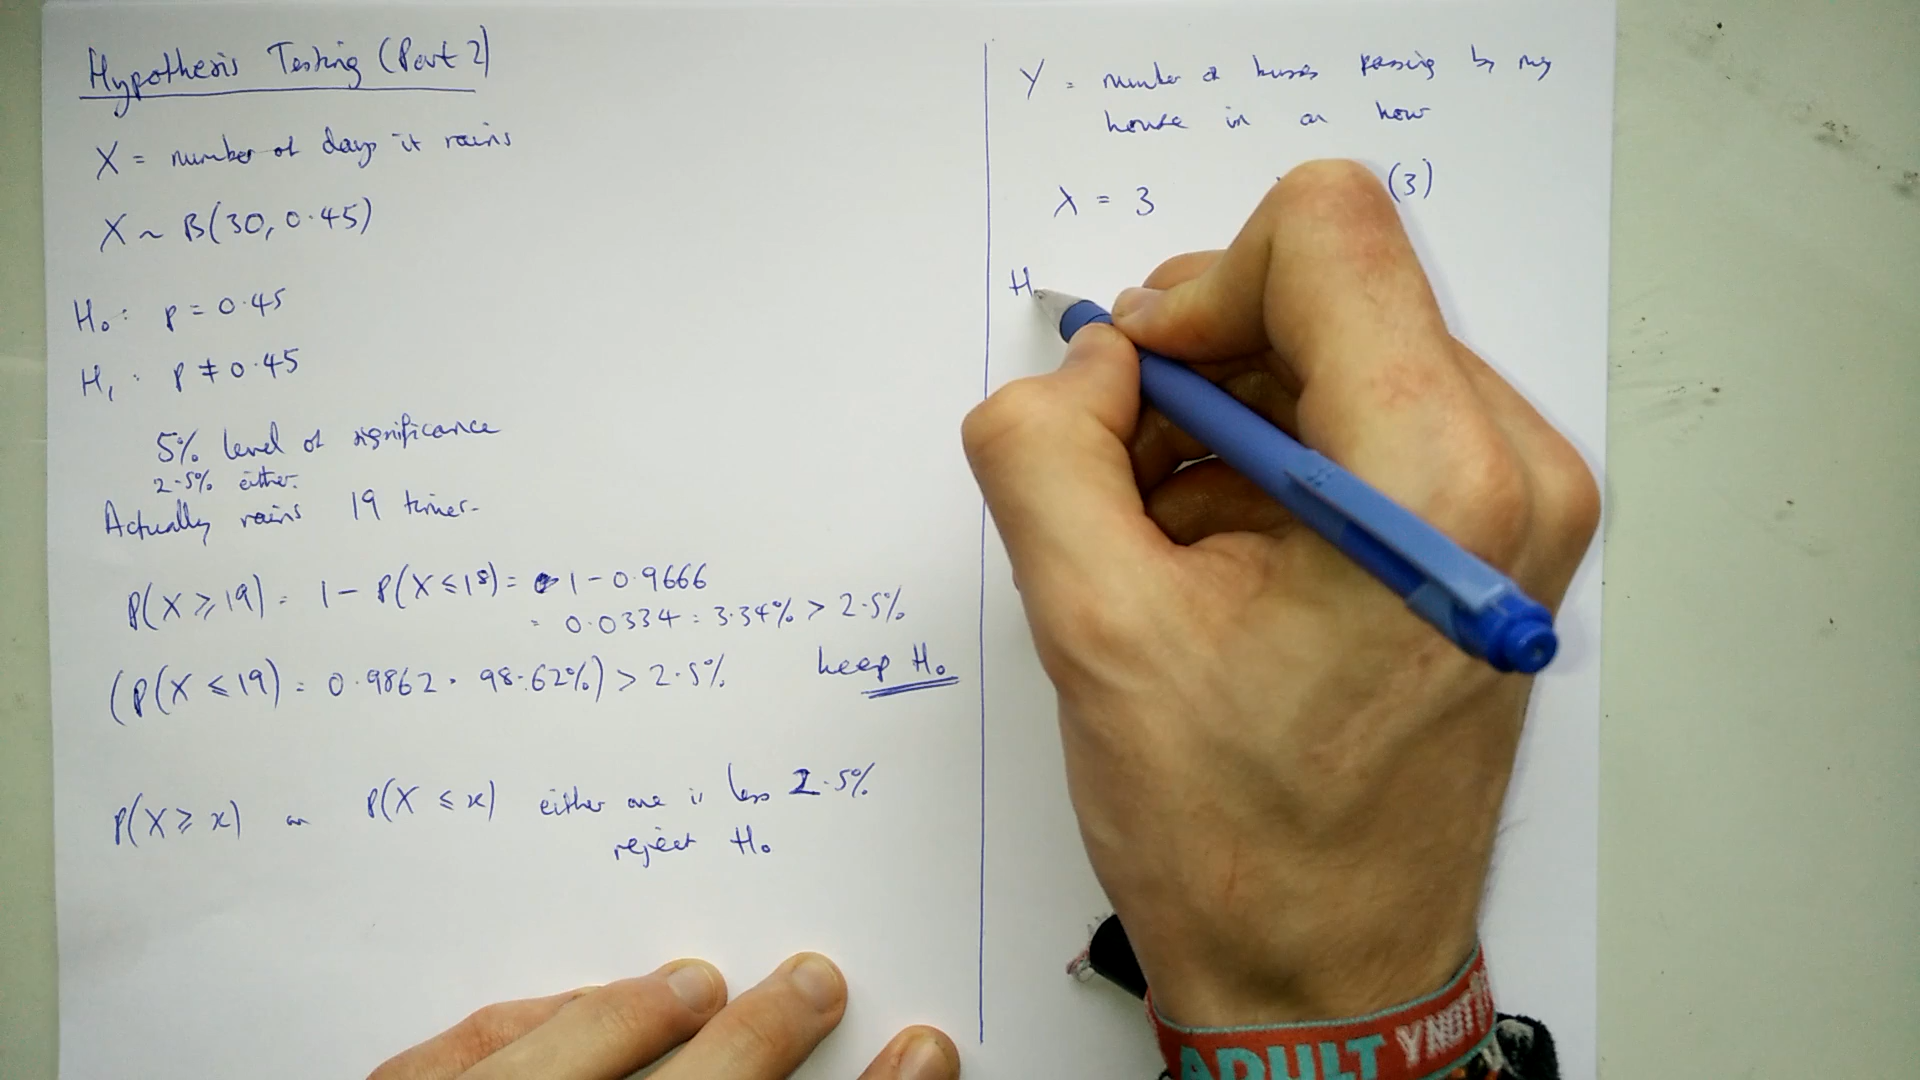 Hypothesis Testing (Part 2)
X = number of days it rains
X ~ B(30, 0.45)
H₀: p = 0.45
H₁: p ≠ 0.45
5% level of significance
2.5% either.
Actually rains 19 times.
P(X ≥ 19) = 1 - P(X ≤ 18) = 1 - 0.9666
= 0.0334 = 3.34% > 2.5%
(P(X ≤ 19) = 0.9862 = 98.62%) > 2.5% keep H₀
P(X ≥ x) or P(X ≤ x) either one is less 2.5%
reject H₀
Y = number of buses passing by my
house in an hour
λ = 3 (3)
H
ADULT YNOT